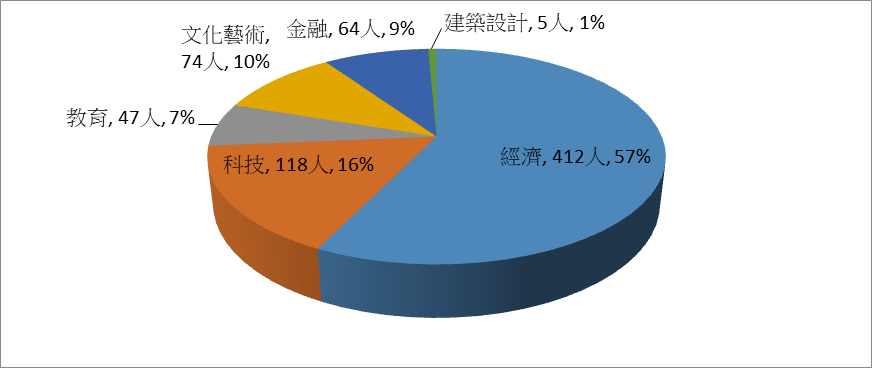 建築設計, 5人, 1%
金融, 64人, 9%
文化藝術,
74人, 10%
教育, 47人, 7%
科技, 118人, 16%
經濟, 412人, 57%